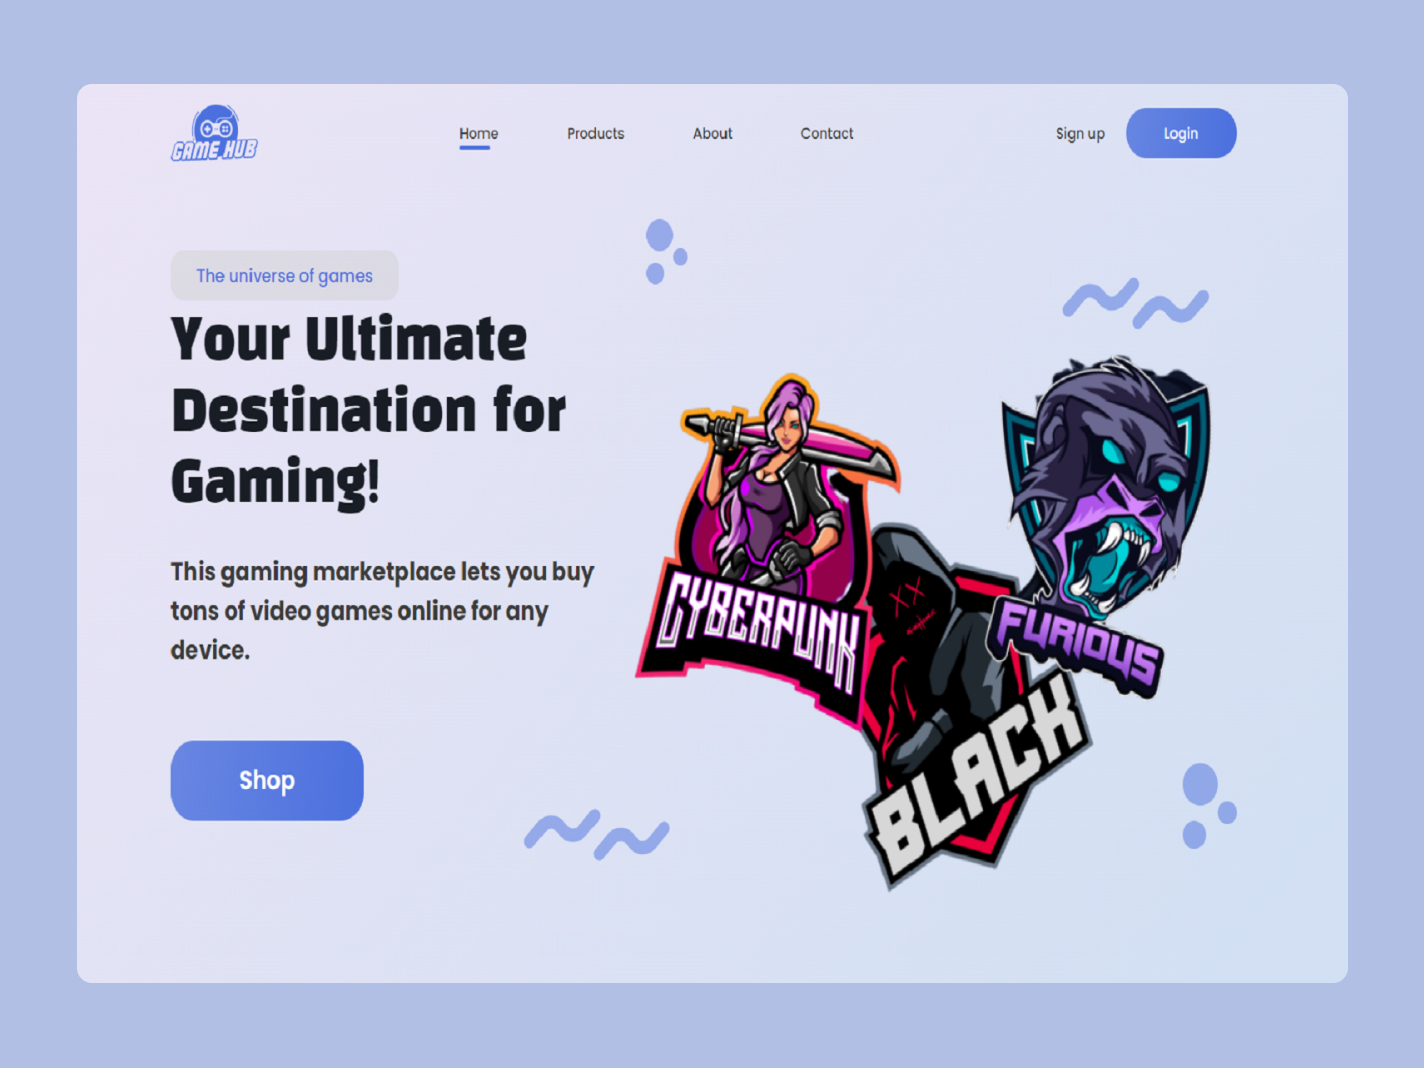 GAME HUB
Home
Products
About
Contact
Sign up
Login
The universe of games
Your Ultimate
Destination for
Gaming!
This gaming marketplace lets you buy
tons of video games online for any
device.
Shop
CYBERPUNK
FURIOUS
BLACK